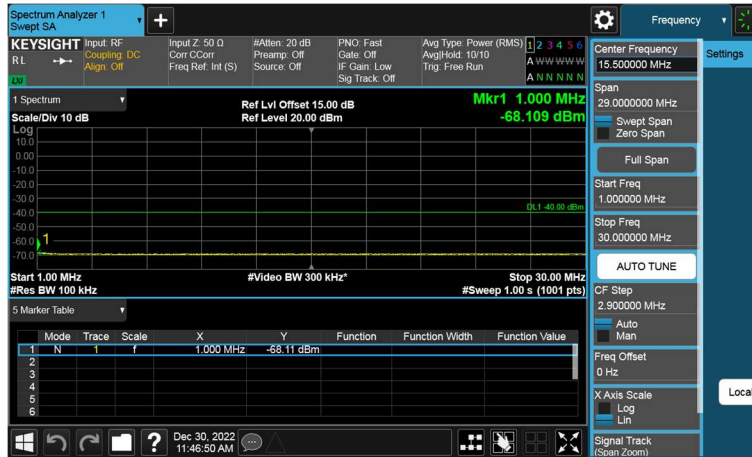 Spectrum Analyzer 1
Swept SA
Frequency
KEYSIGHT
RL
LXI
Input: RF
Coupling: DC
Align: Off
Input Z: 50 Ω
Corr CCorr
Freq Ref: Int (S)
#Atten: 20 dB
Preamp: Off
Source: Off
PNO: Fast
Gate: Off
IF Gain: Low
Sig Track: Off
Avg Type: Power (RMS)
Avg|Hold: 10/10
Trig: Free Run
1 2 3 4 5 6
A W W W W W
A N N N N N
1 Spectrum
Scale/Div 10 dB
Ref Lvl Offset 15.00 dB
Ref Level 20.00 dBm
Mkr1 1.000 MHz
-68.109 dBm
Log
10.0
0.00
-10.0
-20.0
-30.0
-40.0
-50.0
-60.0
-70.0
DL1 -40.00 dBm
1
Start 1.00 MHz
#Res BW 100 kHz
#Video BW 300 kHz*
Stop 30.00 MHz
#Sweep 1.00 s (1001 pts)
5 Marker Table
Mode Trace Scale X Y Function Function Width Function Value
1 N 1 f 1.000 MHz -68.11 dBm
2
3
4
5
6
Dec 30, 2022
11:46:50 AM
Center Frequency
15.500000 MHz
Settings
Span
29.0000000 MHz
Swept Span
Zero Span
Full Span
Start Freq
1.000000 MHz
Stop Freq
30.000000 MHz
AUTO TUNE
CF Step
2.900000 MHz
Auto
Man
Freq Offset
0 Hz
X Axis Scale
Log
Lin
Local
Signal Track
(Span Zoom)